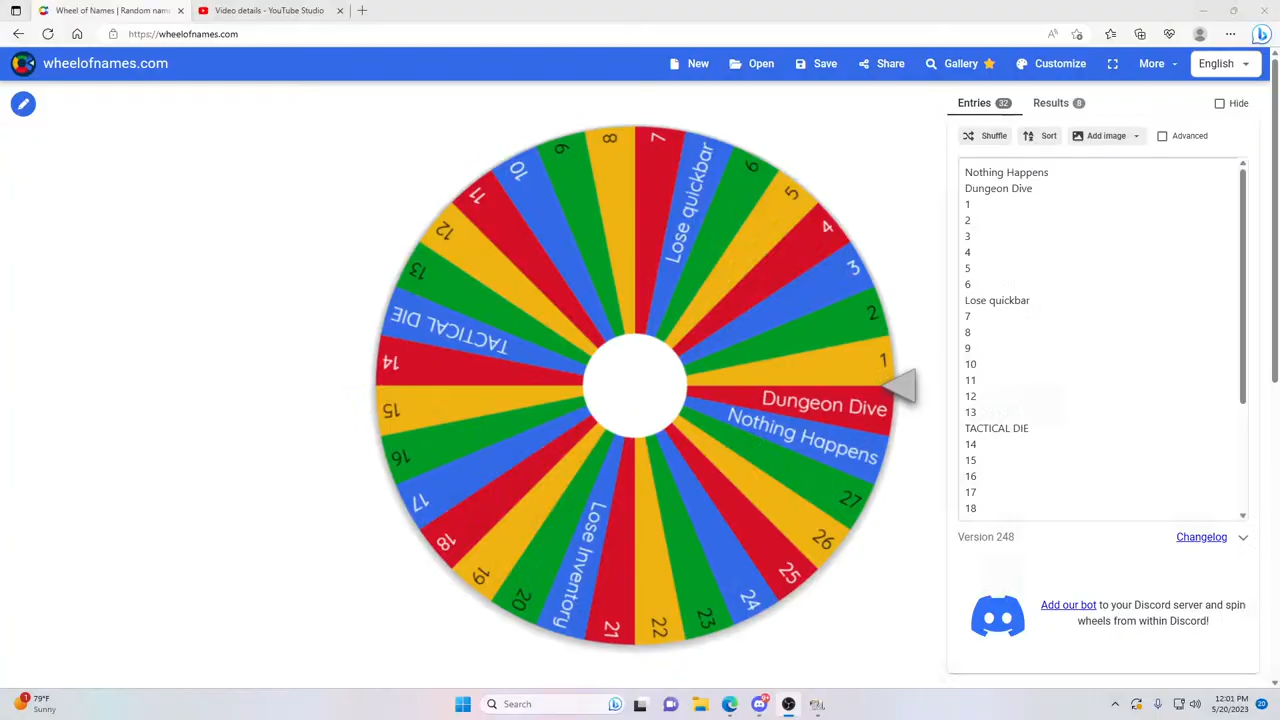 Wheel of Names | Random nam
Video details - YouTube Studio
https://wheelofnames.com
wheelofnames.com
New
Open
Save
Share
Gallery
Customize
More
English
Entries 32
Results 8
Hide
Shuffle
Sort
Add image
Advanced
Nothing Happens
Dungeon Dive
1
2
3
4
5
6
Lose quickbar
7
8
9
10
11
12
13
TACTICAL DIE
14
15
16
17
18
Dungeon Dive
1
2
3
4
5
6
Lose quickbar
7
8
9
10
11
12
13
TACTICAL DIE
14
15
16
17
18
19
20
Lose Inventory
21
22
23
24
25
26
27
Nothing Happens
Version 248
Changelog
Add our bot to your Discord server and spin
wheels from within Discord!
1
79°F
Sunny
Search
9+
12:01 PM
5/20/2023
20